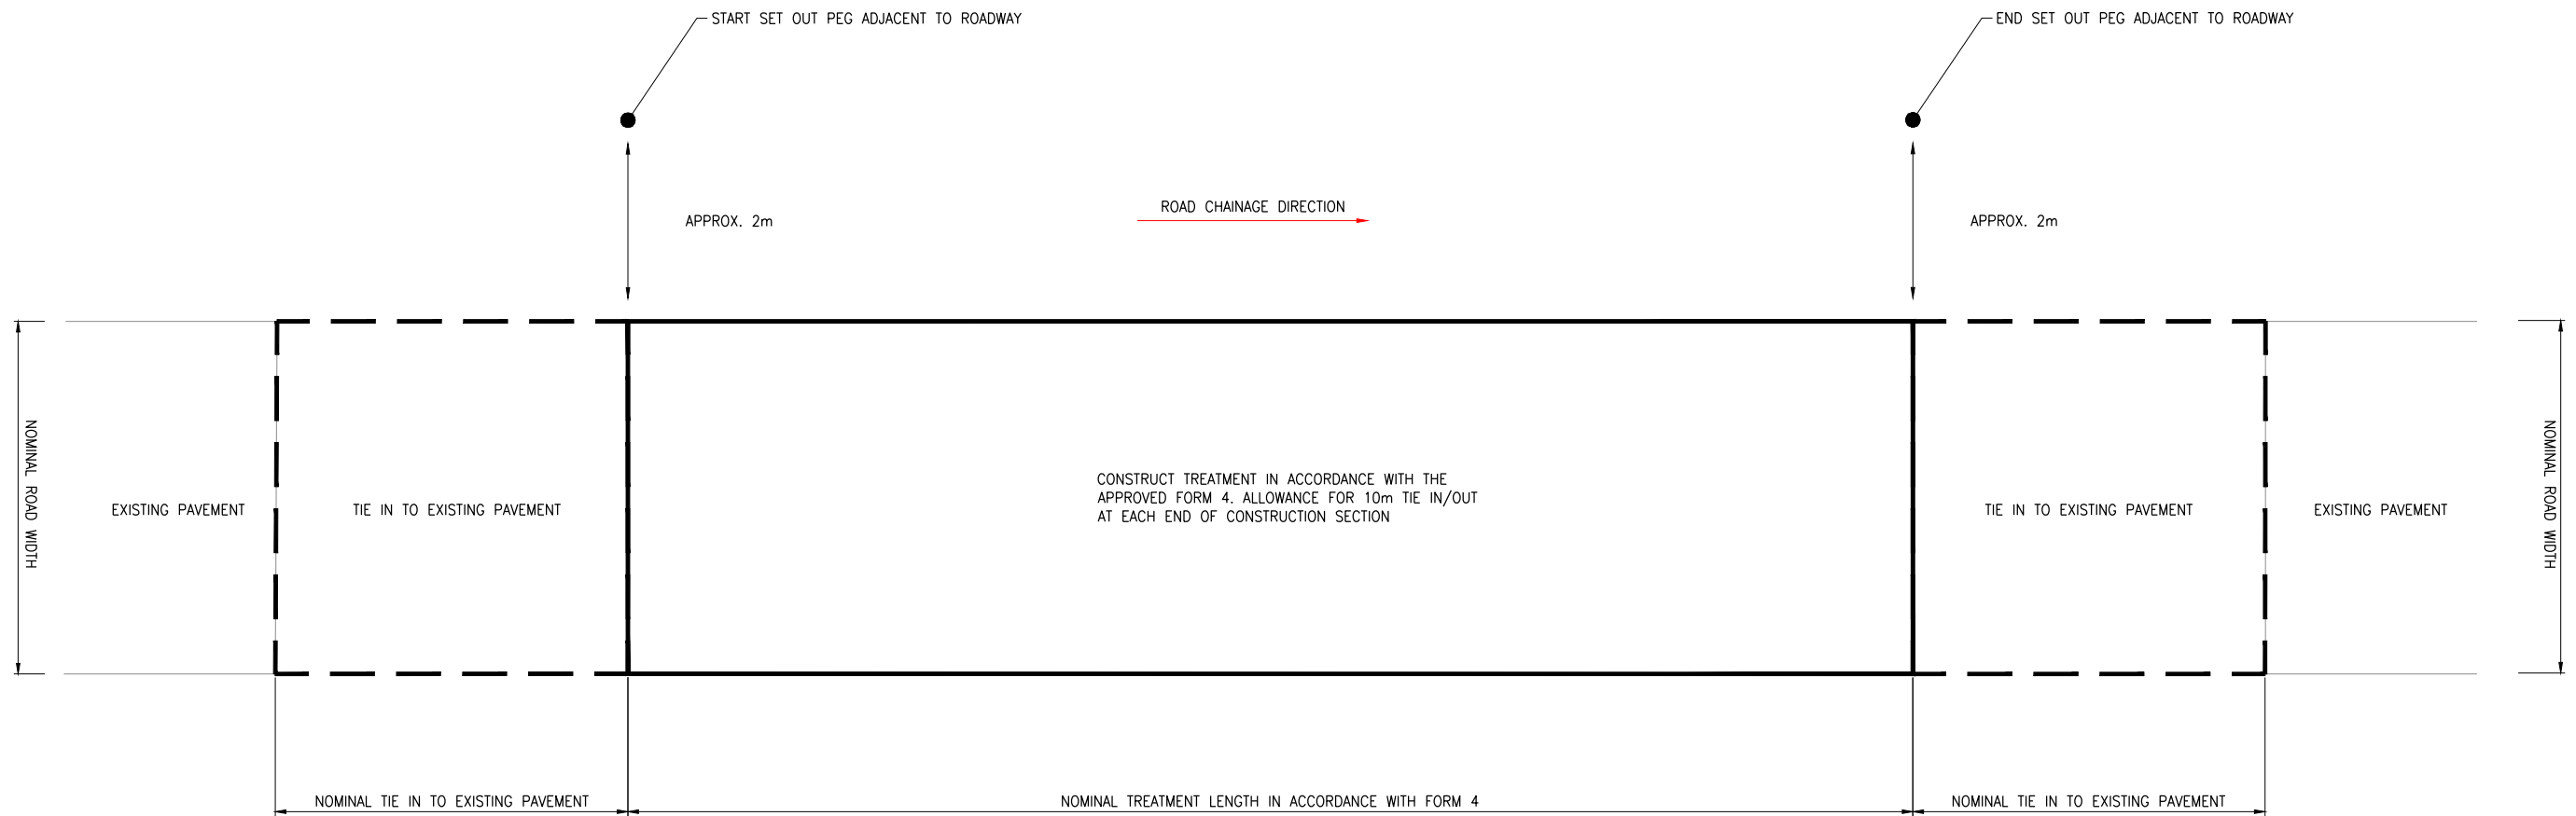 START SET OUT PEG ADJACENT TO ROADWAY
END SET OUT PEG ADJACENT TO ROADWAY
ROAD CHAINAGE DIRECTION
APPROX. 2m
APPROX. 2m
NOMINAL ROAD WIDTH
EXISTING PAVEMENT
TIE IN TO EXISTING PAVEMENT
CONSTRUCT TREATMENT IN ACCORDANCE WITH THE
APPROVED FORM 4. ALLOWANCE FOR 10m TIE IN/OUT
AT EACH END OF CONSTRUCTION SECTION
TIE IN TO EXISTING PAVEMENT
EXISTING PAVEMENT
NOMINAL ROAD WIDTH
NOMINAL TIE IN TO EXISTING PAVEMENT
NOMINAL TREATMENT LENGTH IN ACCORDANCE WITH FORM 4
NOMINAL TIE IN TO EXISTING PAVEMENT